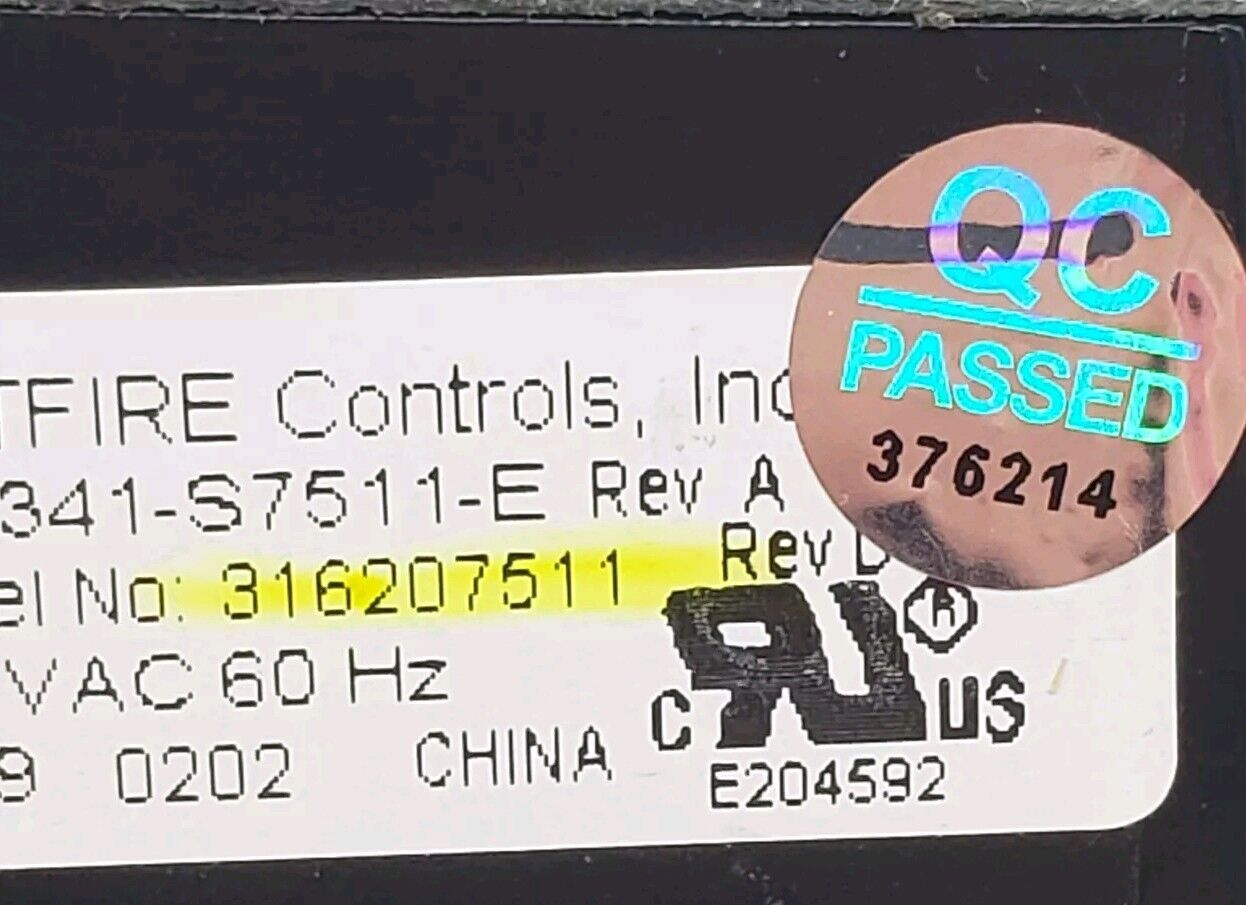 TFIRE Controls, Inc
341-S7511-E Rev A
el No: 316207511 Rev D
VAC 60 Hz
9 0202 CHINA
C RU ® US
E204592
QC
PASSED
376214